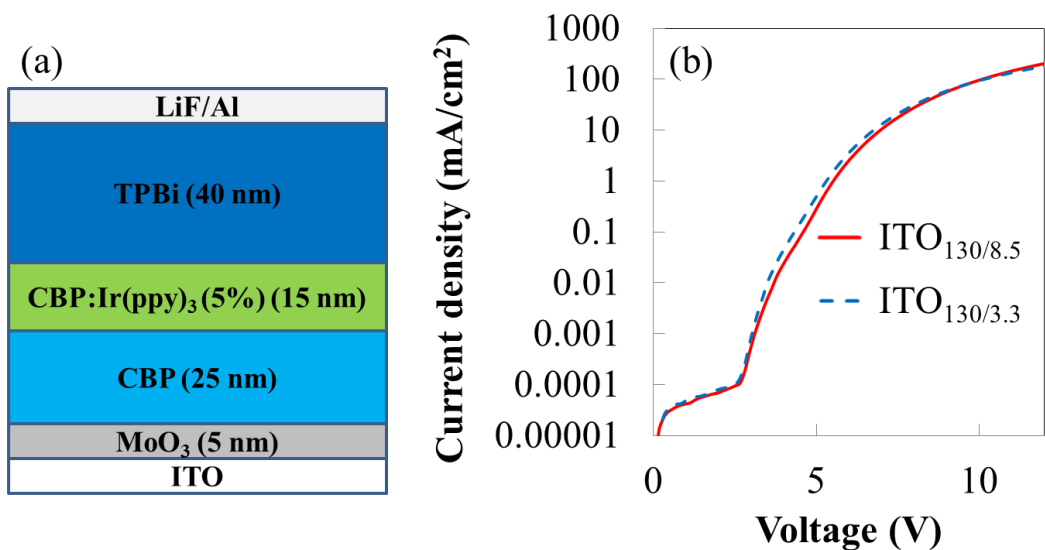 (a)
LiF/Al
TPBi (40 nm)
CBP:Ir(ppy)₃ (5%) (15 nm)
CBP (25 nm)
MoO₃ (5 nm)
ITO
(b)
Current density (mA/cm²)
1000
100
10
1
0.1
0.01
0.001
0.0001
0.00001
ITO₁₃₀/₈.₅
ITO₁₃₀/₃.₃
0
5
10
Voltage (V)